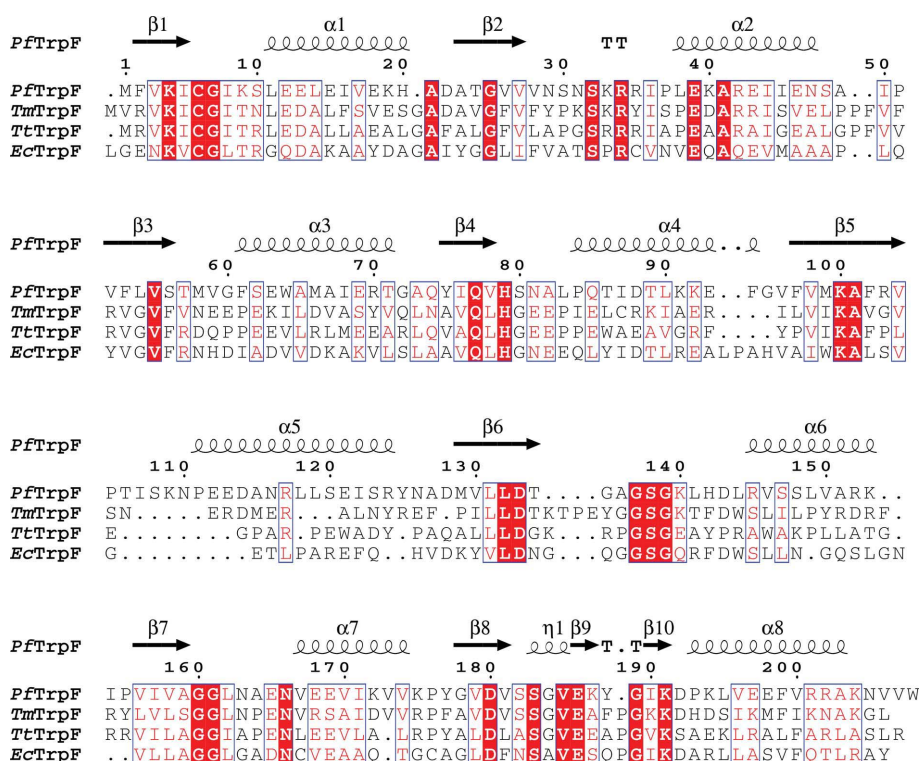 PfTrpF β1 α1 β2 TT α2
1 10 20 30 40 50
PfTrpF .MFVKICGIKSLEELEIVEKH.ADATGVVVNSNSKRRIPLEKAREIIENSA..IP
TmTrpF MVRVKICGITNLEDALFSVESGADAVGFVFYPKSKRYISPEDARRISVELPPFVF
TtTrpF .MRVKICGITRLEDALLAEALGAFALGFVLAPGSRRRIAPEAARAIGEALGPFVV
EcTrpF LGENKVCGLTRGQDAKAAYDAGAIYGGLIFVATSPRCVNVEQAQEVMAAAP..LQ
PfTrpF β3 α3 β4 α4 .. β5
60 70 80 90 100
PfTrpF VFLVSTMVGFSEWAMAIERTGAQYIQVHSNALPQTIDTLKKE..FGVFVMKAFRV
TmTrpF RVGVFVNEEPEKILDVASYVQLNAVQLHGEEPIELCRKIAER....ILVIKAVGV
TtTrpF RVGVFRDQPPEEVLRLMEEARLQVAQLHGEEPPEWAEAVGRF....YPVIKAFPL
EcTrpF YVGVFRNHDIADVVDKAKVLSLAAVQLHGNEEQLYIDTLREALPAHVAIWKALSV
PfTrpF α5 β6 α6
110 120 130 140 150
PfTrpF PTISKNPEEDANRLLSEISRYNADMVLLDT....GAGSGKLHDLRVSSLVARK..
TmTrpF SN.....ERDMER...ALNYREF.PILLDTKTPEYGGSGKTFDWSLILPYRDRF.
TtTrpF E........GPAR.PEWADY.PAQALLLDGK...RPGSGEAYPRAWAKPLLATG.
EcTrpF G.........ETLPAREFQ..HVDKYVLDNG...QGGSGQRFDWSLLN.GQSLGN
PfTrpF β7 α7 β8 η1 β9 T.T β10 α8
160 170 180 190 200
PfTrpF IPVIVAGGLNAENVEEVIKVVKPYGVDVSSGVEKY.GIKDPKLVEEFVRRAKNVVW
TmTrpF RYLVLSGGLNPENVRSAIDVVRPFAVDVSSGVEAFPGKKDHDSIKMFIKNAKGL
TtTrpF RRVILAGGIAPENLEEVLA.LRPYALDLASGVEEAPGVKSAEKLRALFARLASLR
EcTrpF ..VLLAGGLGADNCVEAAQ.TGCAGLDFNSAVESQPGIKDARLLASVFQTLRAY